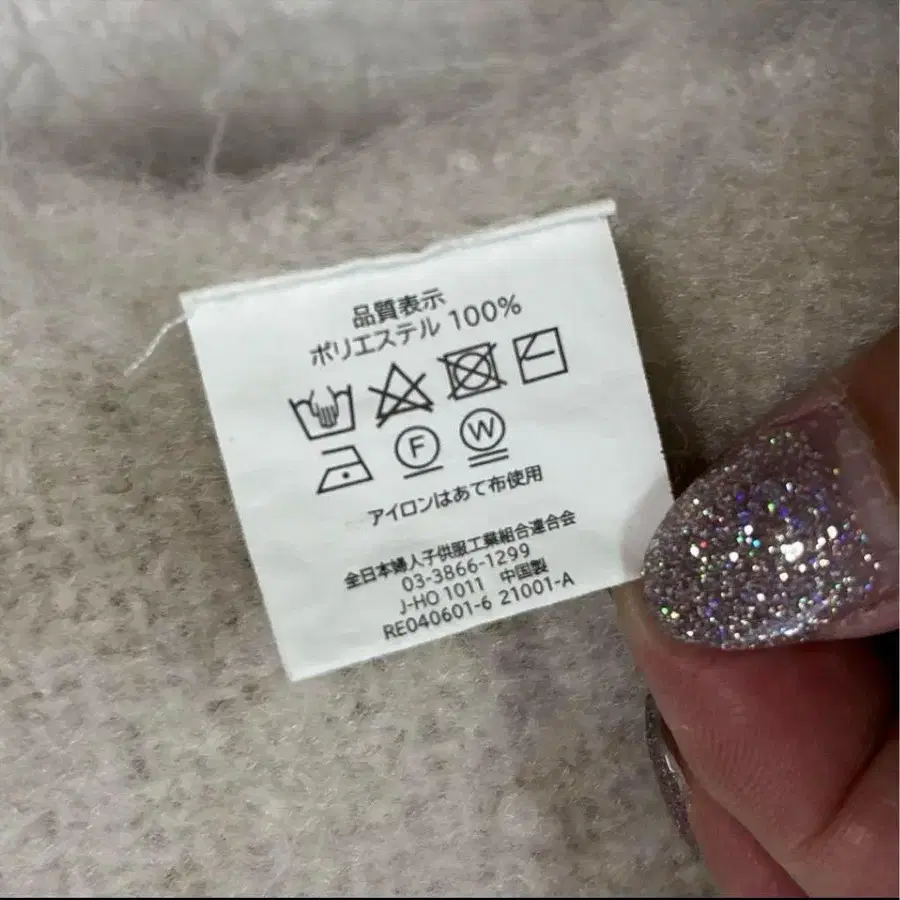 品質表示
ポリエステル 100%
F W
アイロンはあて布使用
全日本婦人子供服工業組合連合会
03-3866-1299
J-HO 1011 中国製
RE040601-6 21001-A